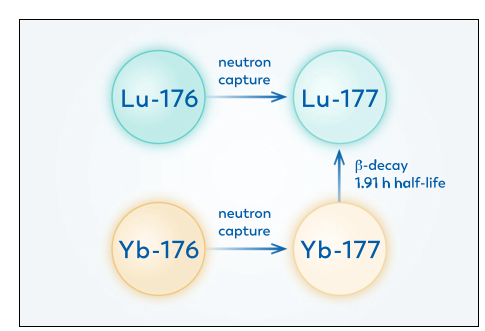 neutron
capture
Lu-176
Lu-177
β-decay
1.91 h half-life
neutron
capture
Yb-176
Yb-177